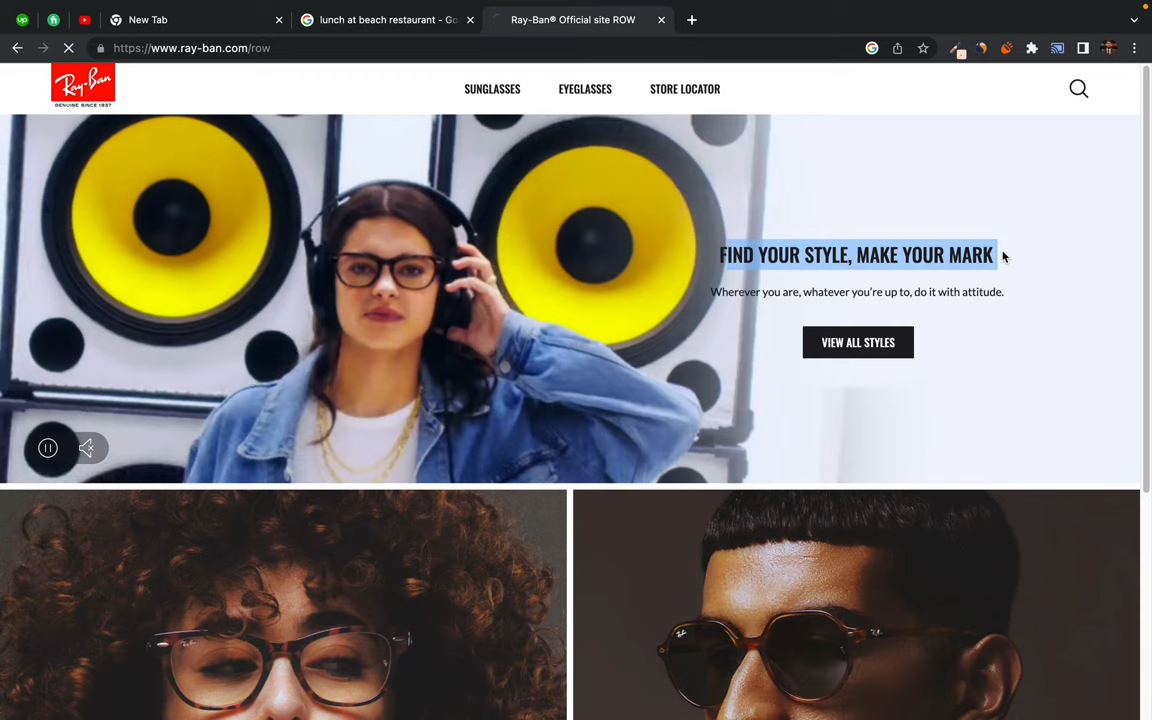 New Tab
lunch at beach restaurant - Go
Ray-Ban® Official site ROW
https://www.ray-ban.com/row
Ray-Ban
GENUINE SINCE 1937
SUNGLASSES
EYEGLASSES
STORE LOCATOR
FIND YOUR STYLE, MAKE YOUR MARK
Wherever you are, whatever you're up to, do it with attitude.
VIEW ALL STYLES